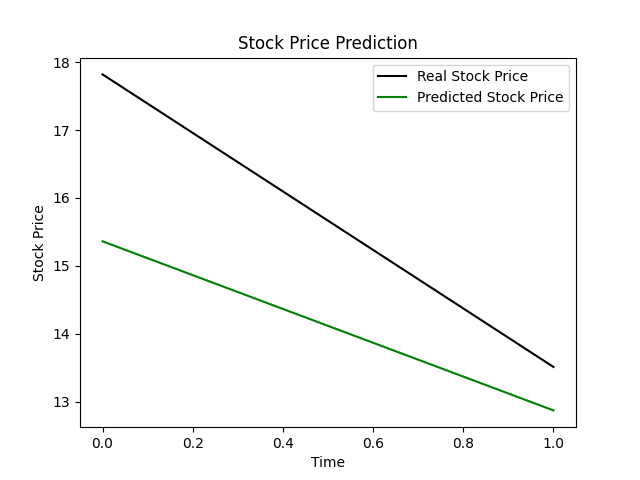 Stock Price Prediction
Real Stock Price
Predicted Stock Price
18
17
16
15
14
13
Stock Price
0.0 0.2 0.4 0.6 0.8 1.0
Time